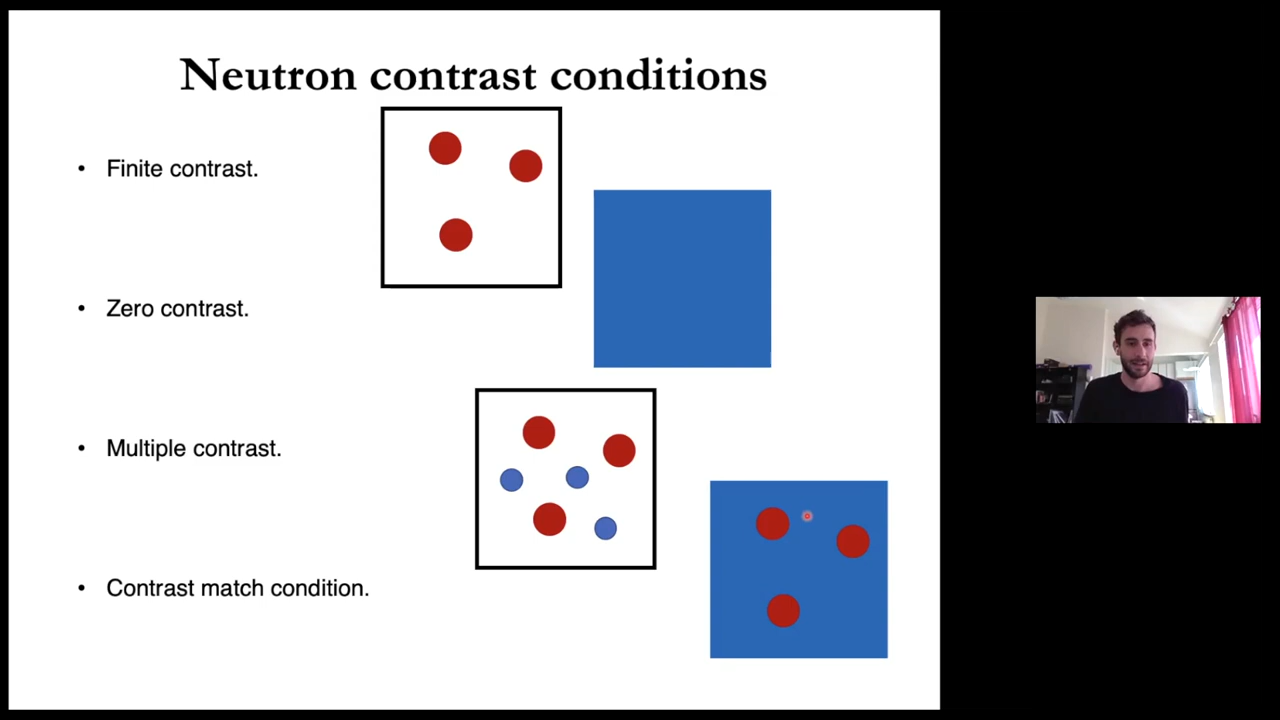 Neutron contrast conditions
• Finite contrast.
• Zero contrast.
• Multiple contrast.
• Contrast match condition.